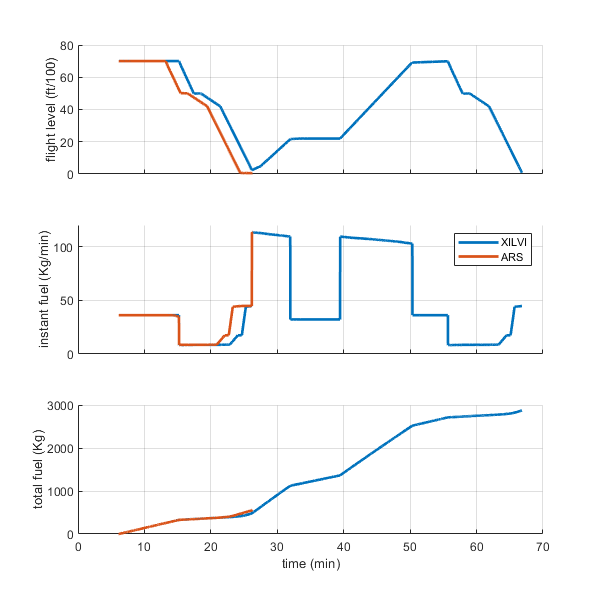 80
60
40
20
0
flight level (ft/100)
100
50
0
instant fuel (Kg/min)
XILVI
ARS
3000
2000
1000
0
total fuel (Kg)
0 10 20 30 40 50 60 70
time (min)